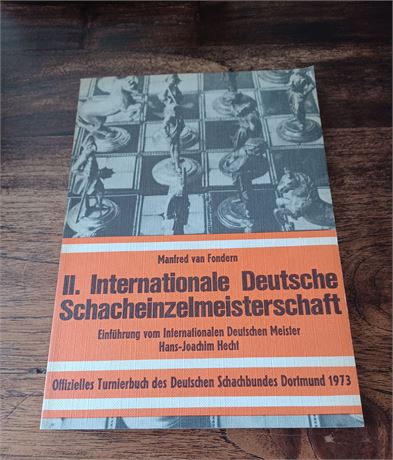 Manfred van Fondern
II. Internationale Deutsche
Schacheinzelmeisterschaft
Einführung vom Internationalen Deutschen Meister
Hans-Joachim Hecht
Offizielles Turnierbuch des Deutschen Schachbundes Dortmund 1973